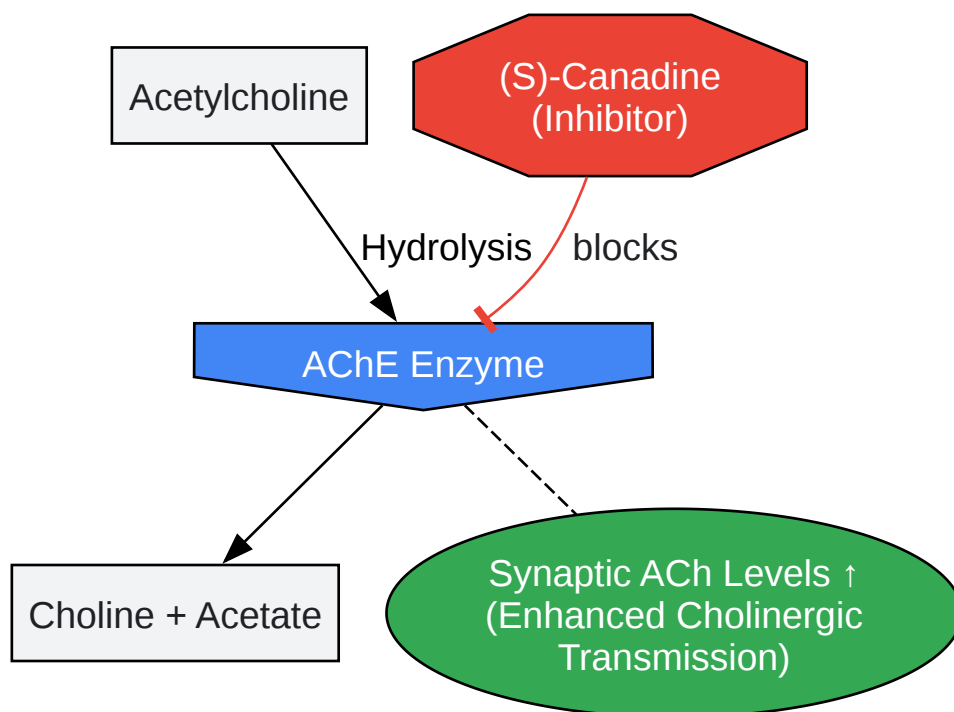 Acetylcholine
(S)-Canadine
(Inhibitor)
Hydrolysis
blocks
AChE Enzyme
Choline + Acetate
Synaptic ACh Levels ↑
(Enhanced Cholinergic
Transmission)